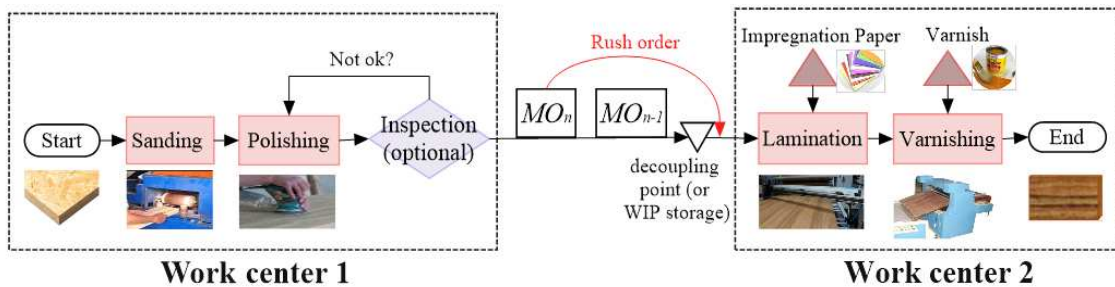 Rush order
Impregnation Paper
Varnish
Not ok?
MOn
MOn-1
Start
Sanding
Polishing
Inspection
(optional)
Lamination
Varnishing
End
decoupling
point (or
WIP storage)
Work center 1
Work center 2